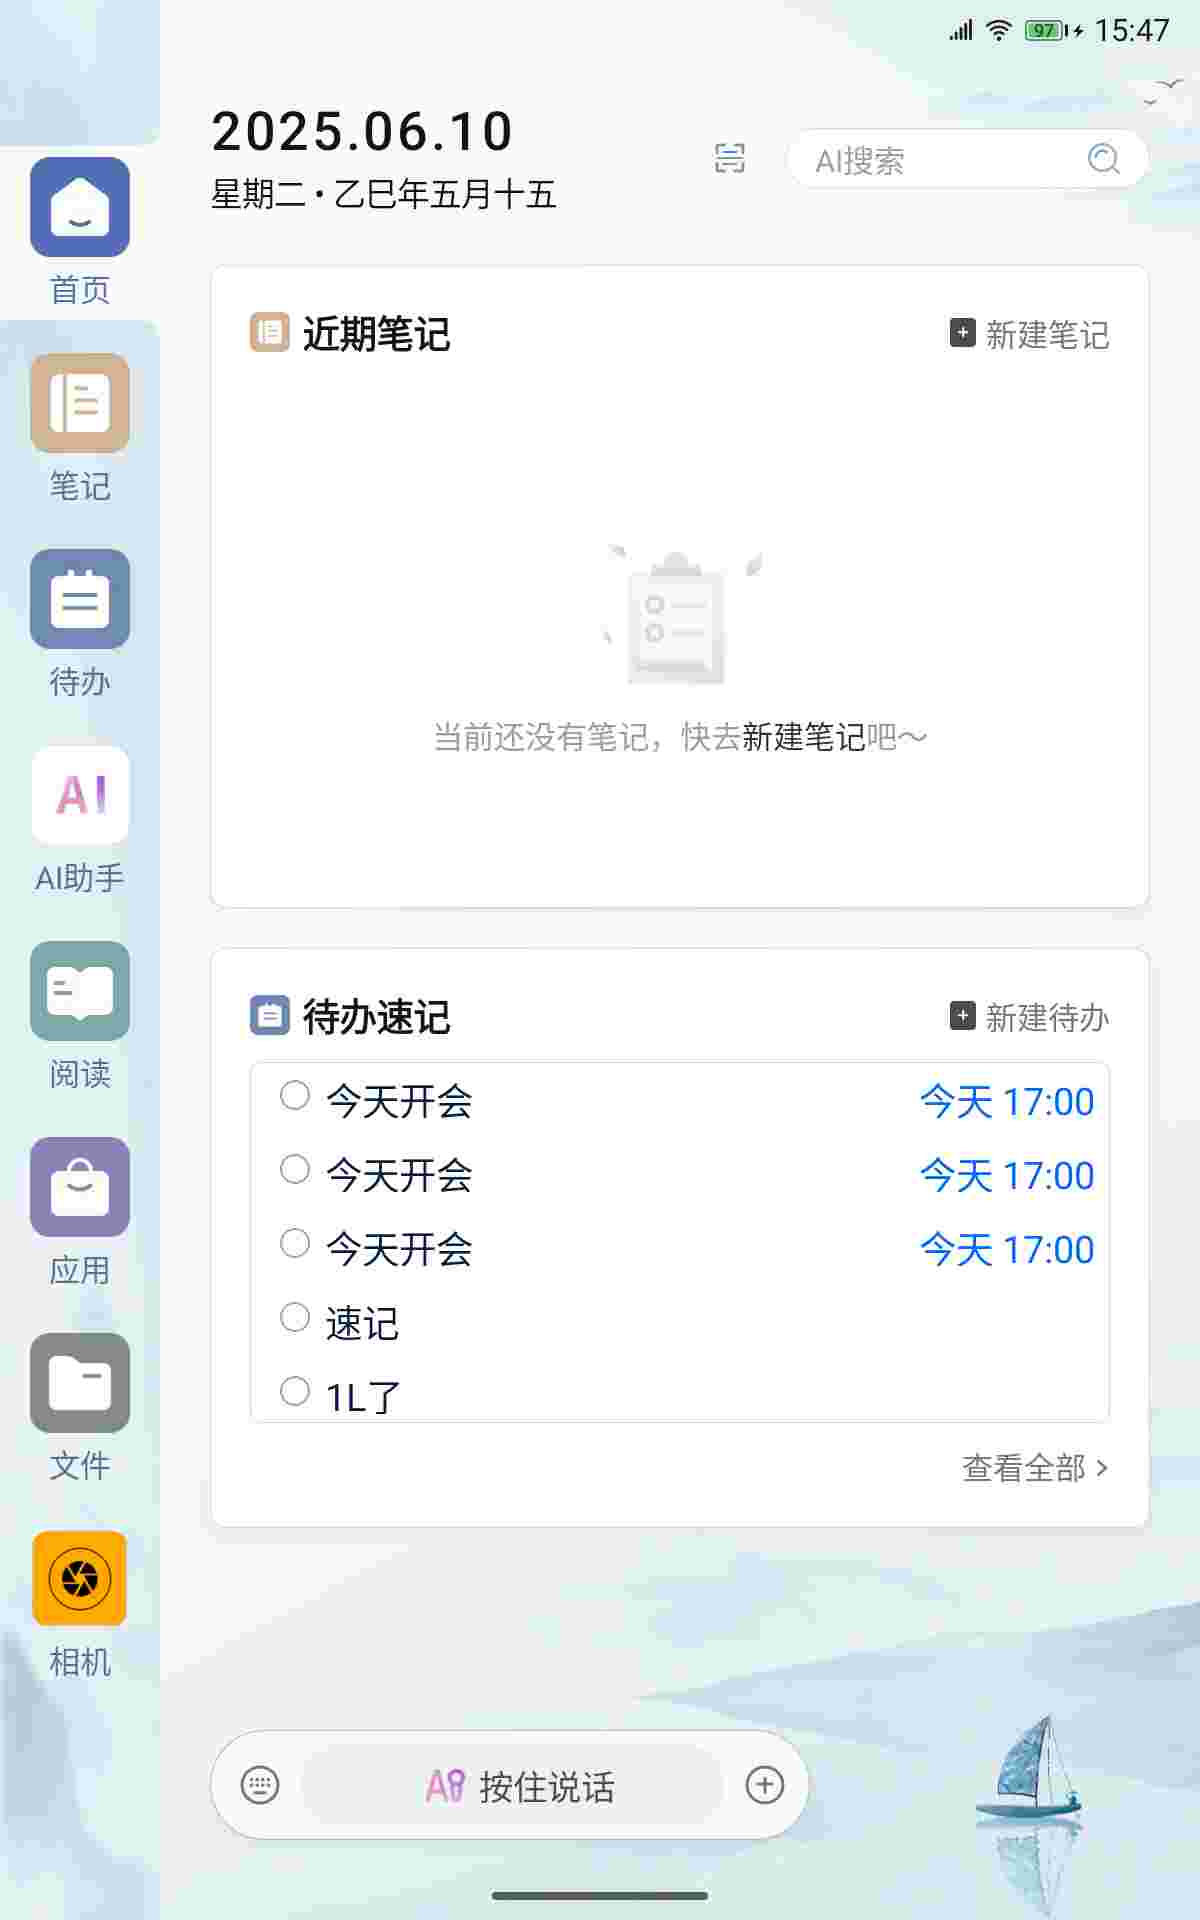 97 15:47
2025.06.10
星期二·乙巳年五月十五
AI搜索
首页
笔记
待办
AI
AI助手
阅读
应用
文件
相机
近期笔记
新建笔记
当前还没有笔记，快去新建笔记吧～
待办速记
新建待办
今天开会 今天 17:00
今天开会 今天 17:00
今天开会 今天 17:00
速记
1L了
查看全部 >
AI 按住说话